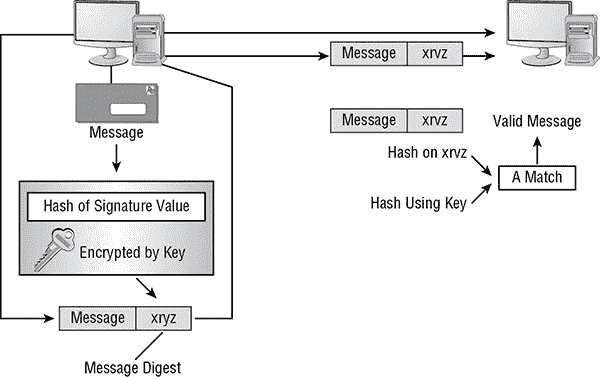 Message xrvz
Message xrvz
Message
Valid Message
Hash on xrvz
A Match
Hash Using Key
Hash of Signature Value
Encrypted by Key
Message xryz
Message Digest